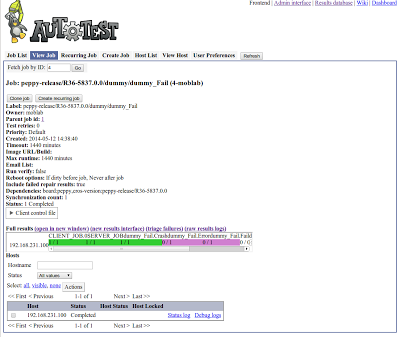 Frontend | Admin interface | Results database | Wiki | Dashboard
AUTOTEST
Job List View Job Recurring Job Create Job Host List View Host User Preferences Refresh
Fetch job by ID: 4 Go
Job: peppy-release/R36-5837.0.0/dummy/dummy_Fail (4-moblab)
Clone job Create recurring job
Label: peppy-release/R36-5837.0.0/dummy/dummy_Fail
Owner: moblab
Parent job id: 1
Test retries: 0
Priority: Default
Created: 2014-05-12 14:38:40
Timeout: 1440 minutes
Image URL/Build:
Max runtime: 1440 minutes
Email List:
Run verify: false
Reboot options: If dirty before job, Never after job
Include failed repair results: true
Dependencies: board:peppy,cros-version:peppy-release/R36-5837.0.0
Synchronization count: 1
Status: 1 Completed
Client control file
Full results (open in new window) (new results interface) (triage failures) (raw results logs)
CLIENT_JOB.0 SERVER_JOB dummy_Fail.Crash dummy_Fail.Error dummy_Fail.Fail
192.168.231.100 1 / 1 1 / 1 1 / 1 0 / 1 0 / 1 0 / 0
Hosts
Hostname
Status All values
Select: all, visible, none Actions
<< First < Previous 1-1 of 1 Next > Last >>
Host Status Host Status Host Locked
192.168.231.100 Completed Status log Debug logs
<< First < Previous 1-1 of 1 Next > Last >>